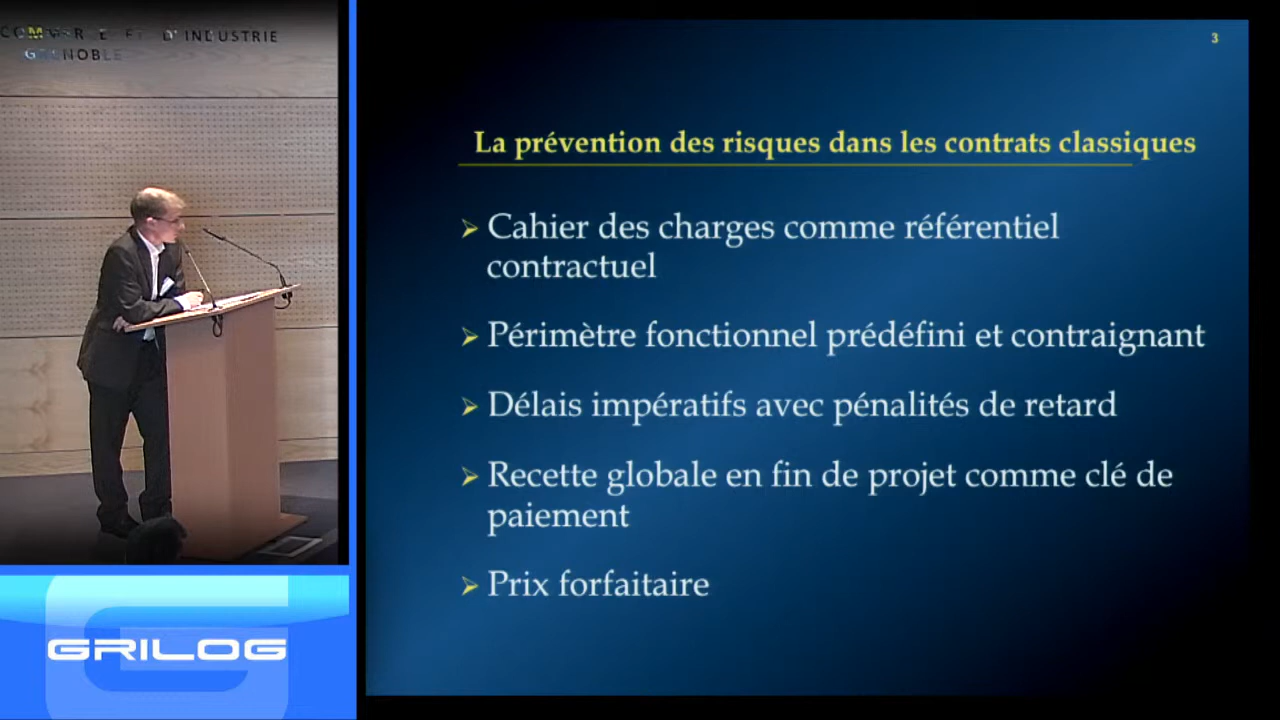 D'INDUSTRIE
GRENOBLE
GRILOG
3
La prévention des risques dans les contrats classiques
Cahier des charges comme référentiel
contractuel
Périmètre fonctionnel prédéfini et contraignant
Délais impératifs avec pénalités de retard
Recette globale en fin de projet comme clé de
paiement
Prix forfaitaire